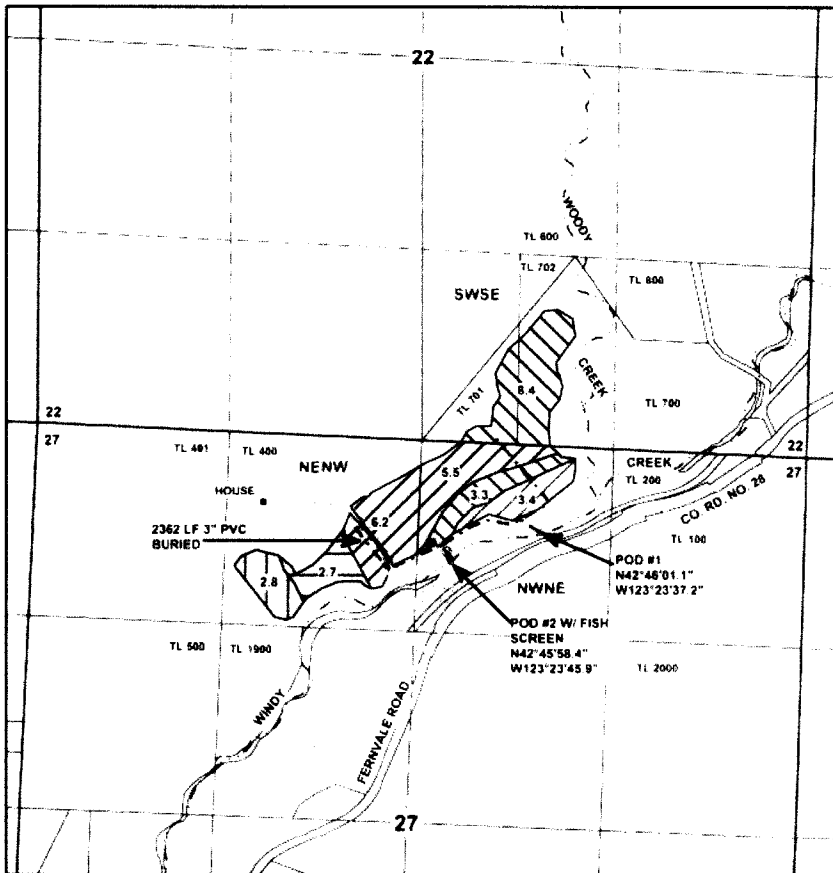 22
WOODY
TL 600
TL 702
TL 800
SWSE
CREEK
8.4
TL 701
TL 700
22
27
22
27
TL 401
TL 400
NENW
CREEK
TL 200
5.5
HOUSE
3.3
3.4
CO. RD. NO. 28
6.2
2362 LF 3" PVC
BURIED
TL 100
2.7
2.8
POD #1
N42°46'01.1"
W123°23'37.2"
NWNE
POD #2 W/ FISH
SCREEN
N42°45'58.4"
W123°23'45.9"
TL 500
TL 1900
TL 2000
WINDY
FERNVALE ROAD
27